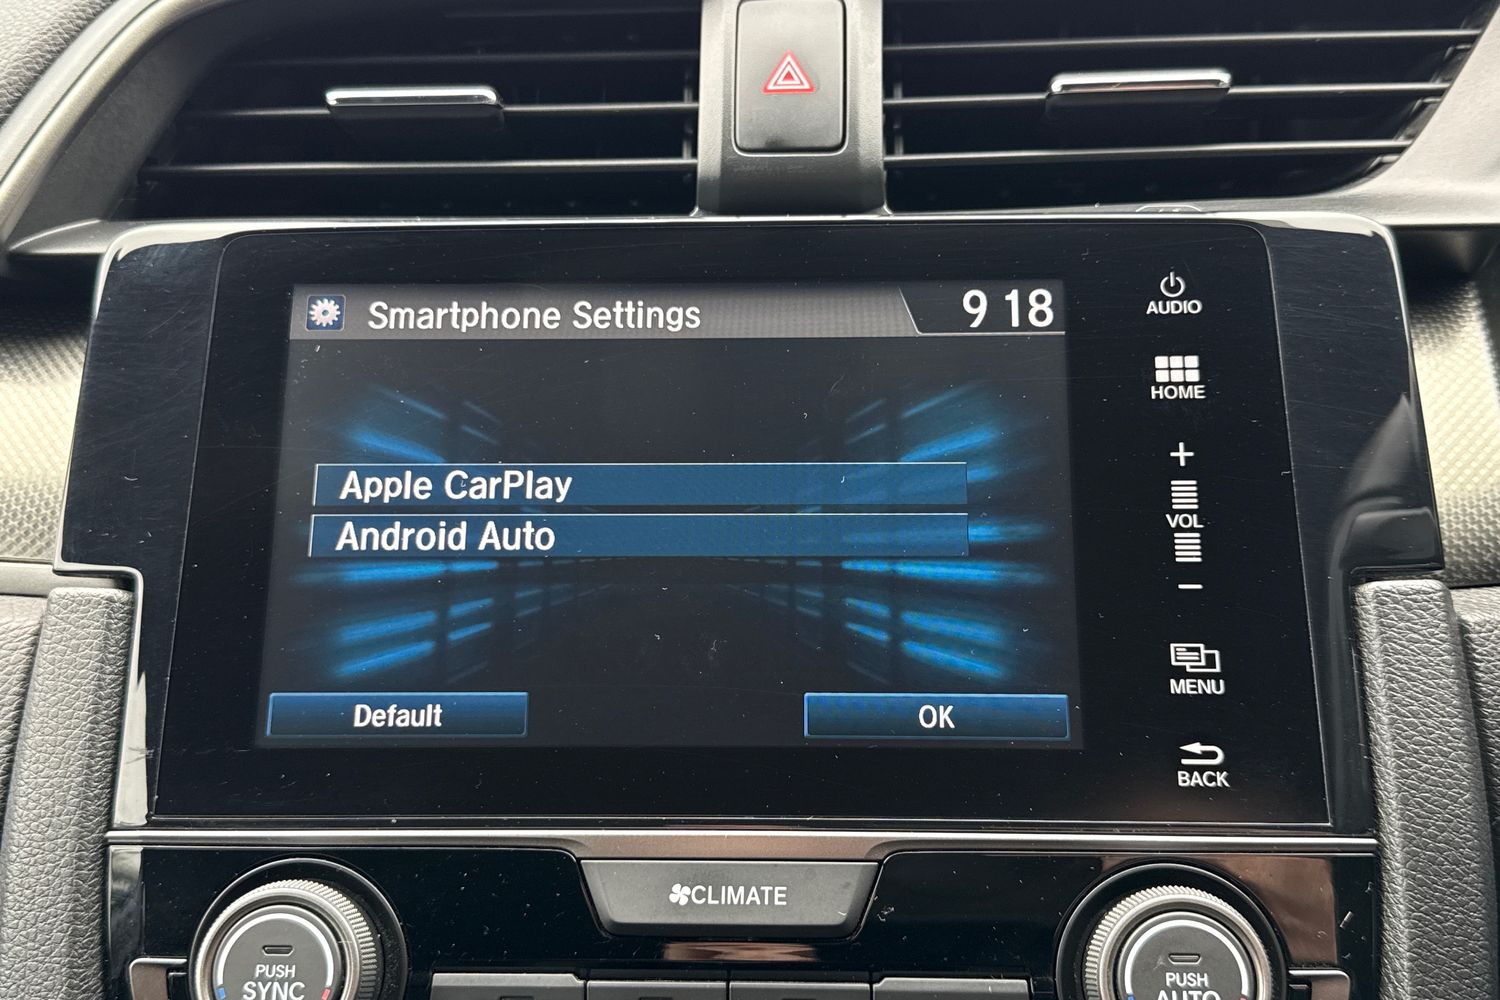 Smartphone Settings
9 18
AUDIO
HOME
Apple CarPlay
+
VOL
Android Auto
-
MENU
Default
OK
BACK
CLIMATE
PUSH
SYNC
PUSH
AUTO